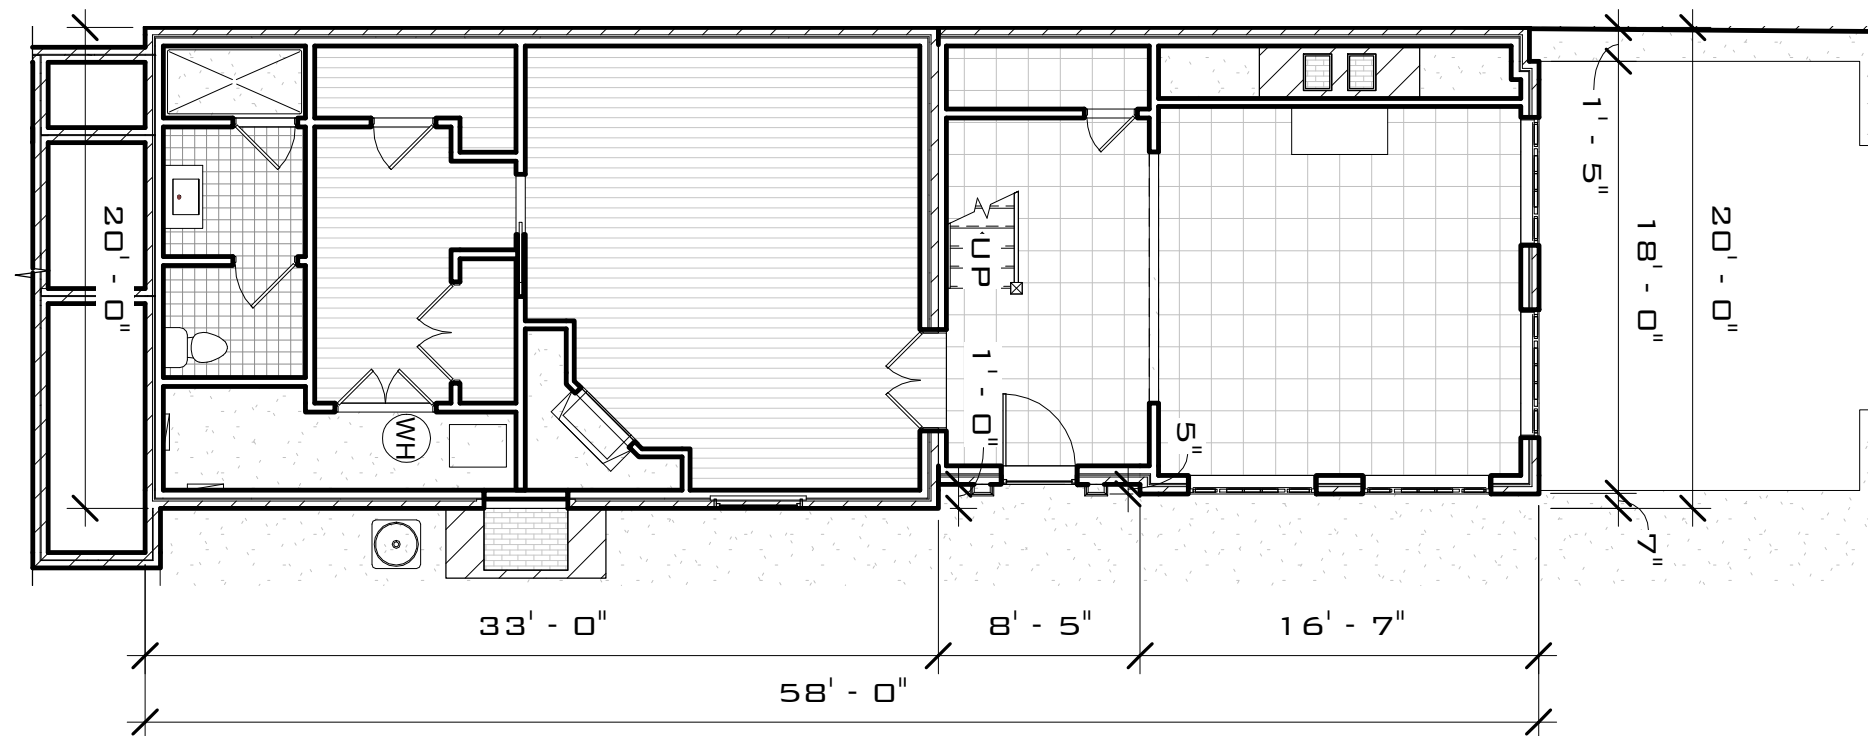 20' - 0"
UP
1' - 0"
5"
WH
1' - 5"
18' - 0"
20' - 0"
7"
33' - 0"
8' - 5"
16' - 7"
58' - 0"